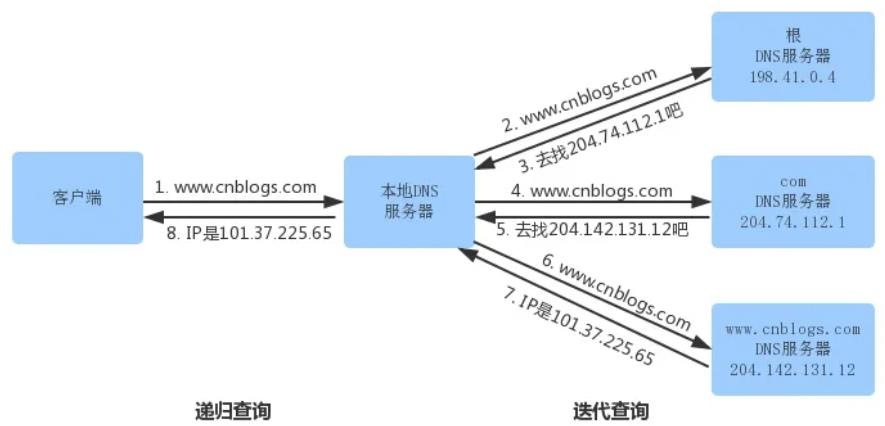 根
DNS服务器
198.41.0.4
2. www.cnblogs.com
3. 去找204.74.112.1吧
客户端
1. www.cnblogs.com
8. IP是101.37.225.65
本地DNS
服务器
4. www.cnblogs.com
5. 去找204.142.131.12吧
com
DNS服务器
204.74.112.1
6. www.cnblogs.com
7. IP是101.37.225.65
www.cnblogs.com
DNS服务器
204.142.131.12
递归查询
迭代查询